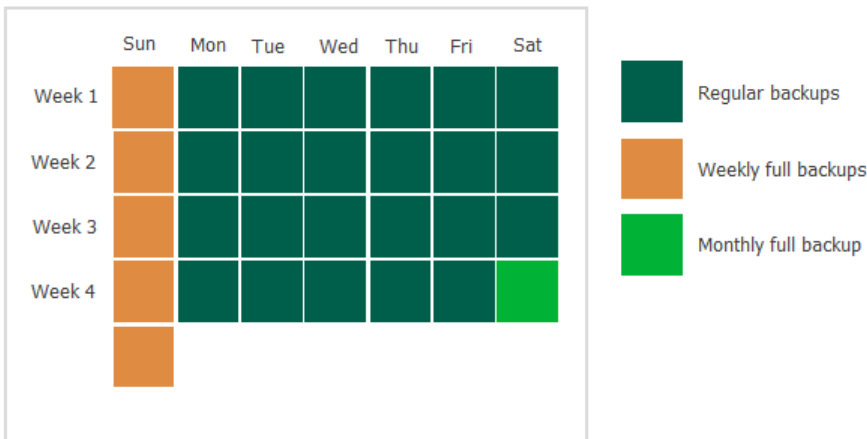 Sun Mon Tue Wed Thu Fri Sat
Week 1
Week 2
Week 3
Week 4
Regular backups
Weekly full backups
Monthly full backup